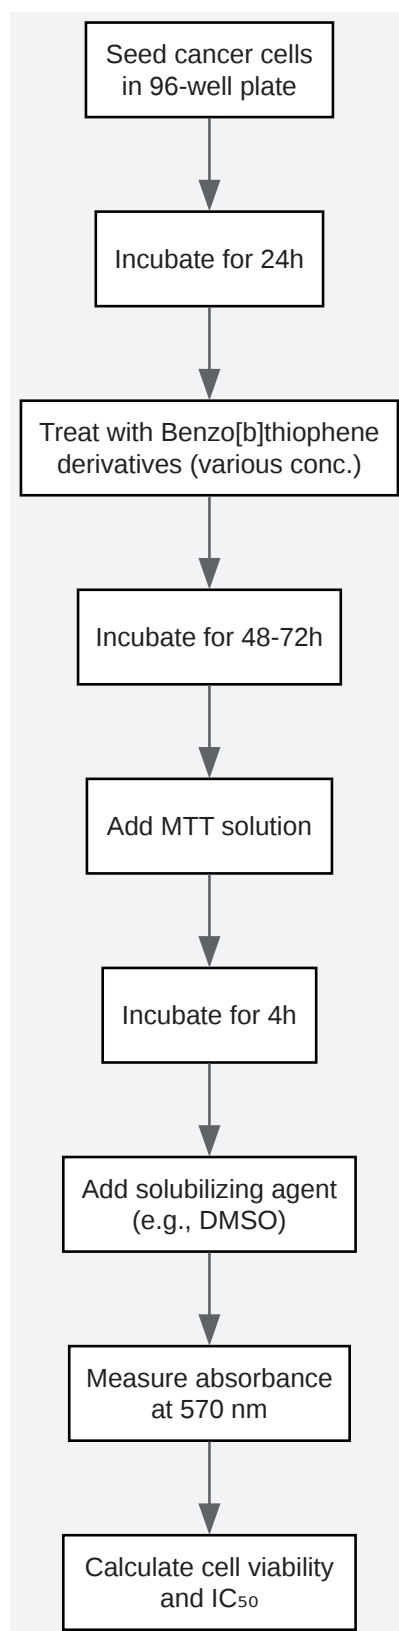 Seed cancer cells
in 96-well plate
Incubate for 24h
Treat with Benzo[b]thiophene
derivatives (various conc.)
Incubate for 48-72h
Add MTT solution
Incubate for 4h
Add solubilizing agent
(e.g., DMSO)
Measure absorbance
at 570 nm
Calculate cell viability
and IC₅₀